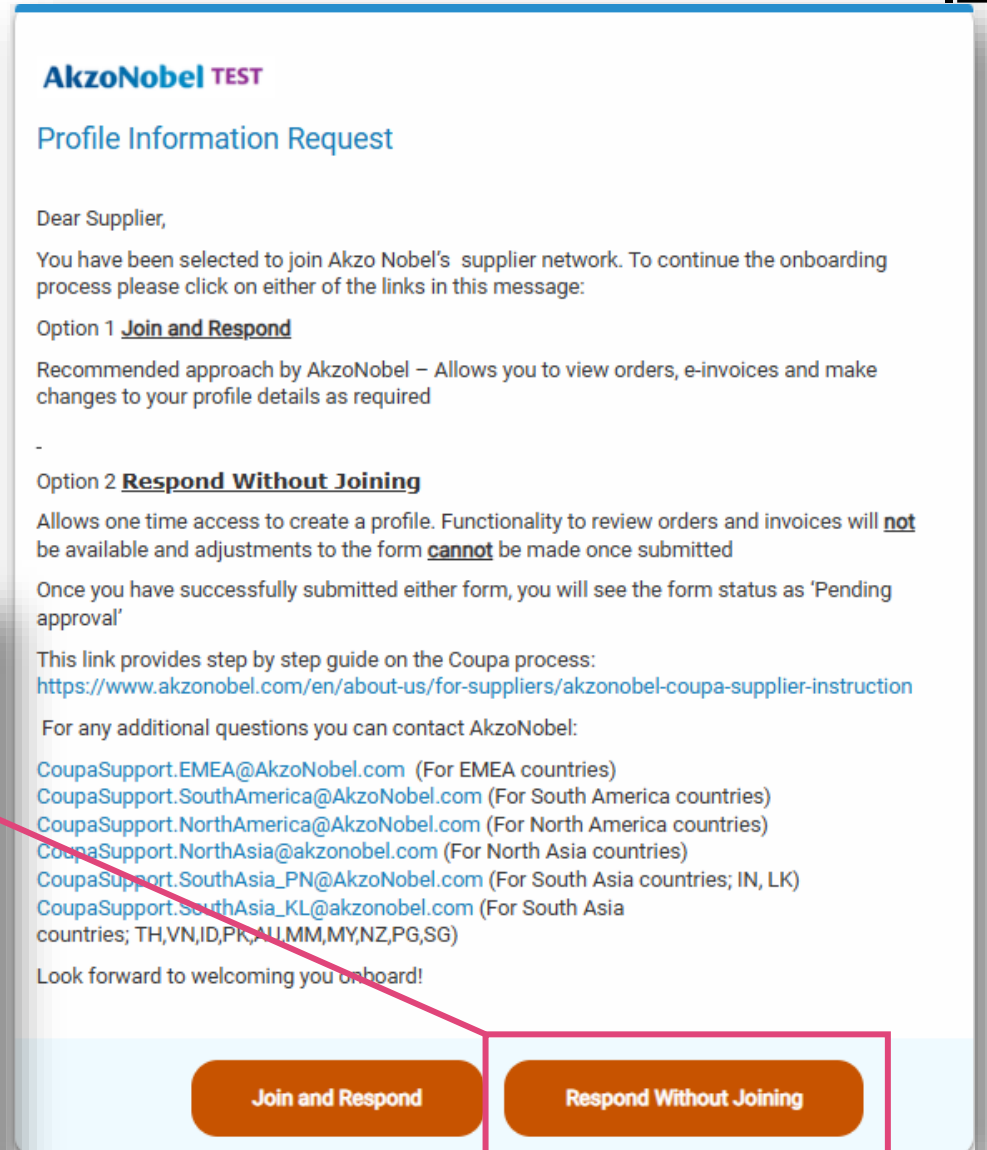 AkzoNobel TEST
Profile Information Request
Dear Supplier,
You have been selected to join Akzo Nobel's supplier network. To continue the onboarding
process please click on either of the links in this message:
Option 1 Join and Respond
Recommended approach by AkzoNobel – Allows you to view orders, e-invoices and make
changes to your profile details as required
-
Option 2 Respond Without Joining
Allows one time access to create a profile. Functionality to review orders and invoices will not
be available and adjustments to the form cannot be made once submitted
Once you have successfully submitted either form, you will see the form status as 'Pending
approval'
This link provides step by step guide on the Coupa process:
https://www.akzonobel.com/en/about-us/for-suppliers/akzonobel-coupa-supplier-instruction
For any additional questions you can contact AkzoNobel:
CoupaSupport.EMEA@AkzoNobel.com (For EMEA countries)
CoupaSupport.SouthAmerica@AkzoNobel.com (For South America countries)
CoupaSupport.NorthAmerica@AkzoNobel.com (For North America countries)
CoupaSupport.NorthAsia@akzonobel.com (For North Asia countries)
CoupaSupport.SouthAsia_PN@AkzoNobel.com (For South Asia countries; IN, LK)
CoupaSupport.SouthAsia_KL@akzonobel.com (For South Asia
countries; TH,VN,ID,PK,AU,MM,MY,NZ,PG,SG)
Look forward to welcoming you onboard!
Join and Respond
Respond Without Joining